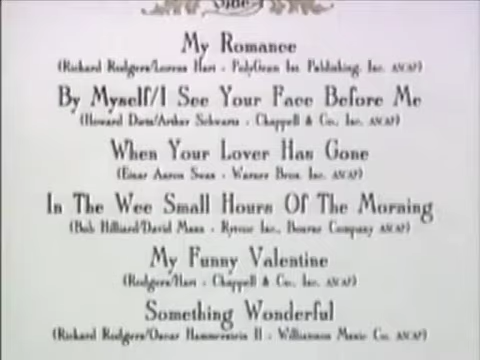 Side 1
My Romance
(Richard Rodgers/Lorenz Hart - PolyGram Int. Publishing, Inc. ASCAP)
By Myself/I See Your Face Before Me
(Howard Dietz/Arthur Schwartz - Chappell & Co., Inc. ASCAP)
When Your Lover Has Gone
(Einar Aaron Swan - Warner Bros. Inc. ASCAP)
In The Wee Small Hours Of The Morning
(Bob Hilliard/David Mann - Inc., Bourne Company ASCAP)
My Funny Valentine
(Rodgers/Hart - Chappell & Co., Inc. ASCAP)
Something Wonderful
(Richard Rodgers/Oscar Hammerstein II - Williamson Music Co. ASCAP)